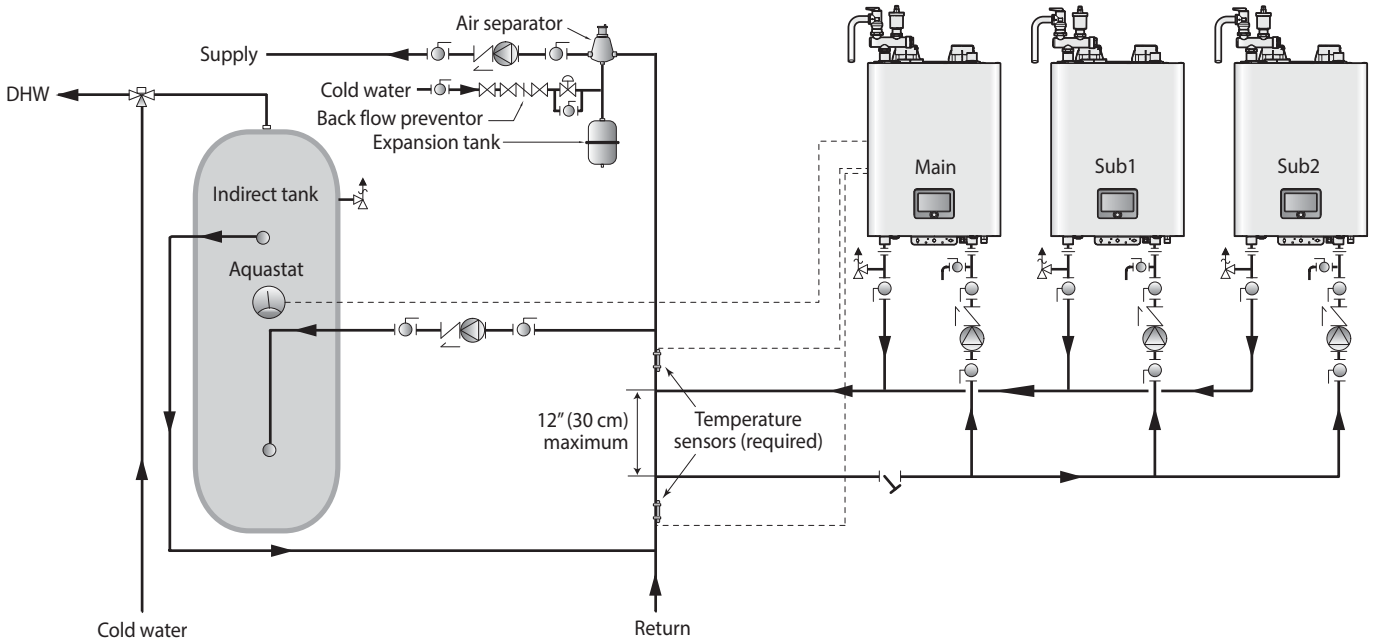 Air separator
Supply
DHW
Cold water
Back flow preventor
Expansion tank
Main
Sub1
Sub2
Indirect tank
Aquastat
12” (30 cm)
maximum
Temperature
sensors (required)
Cold water
Return